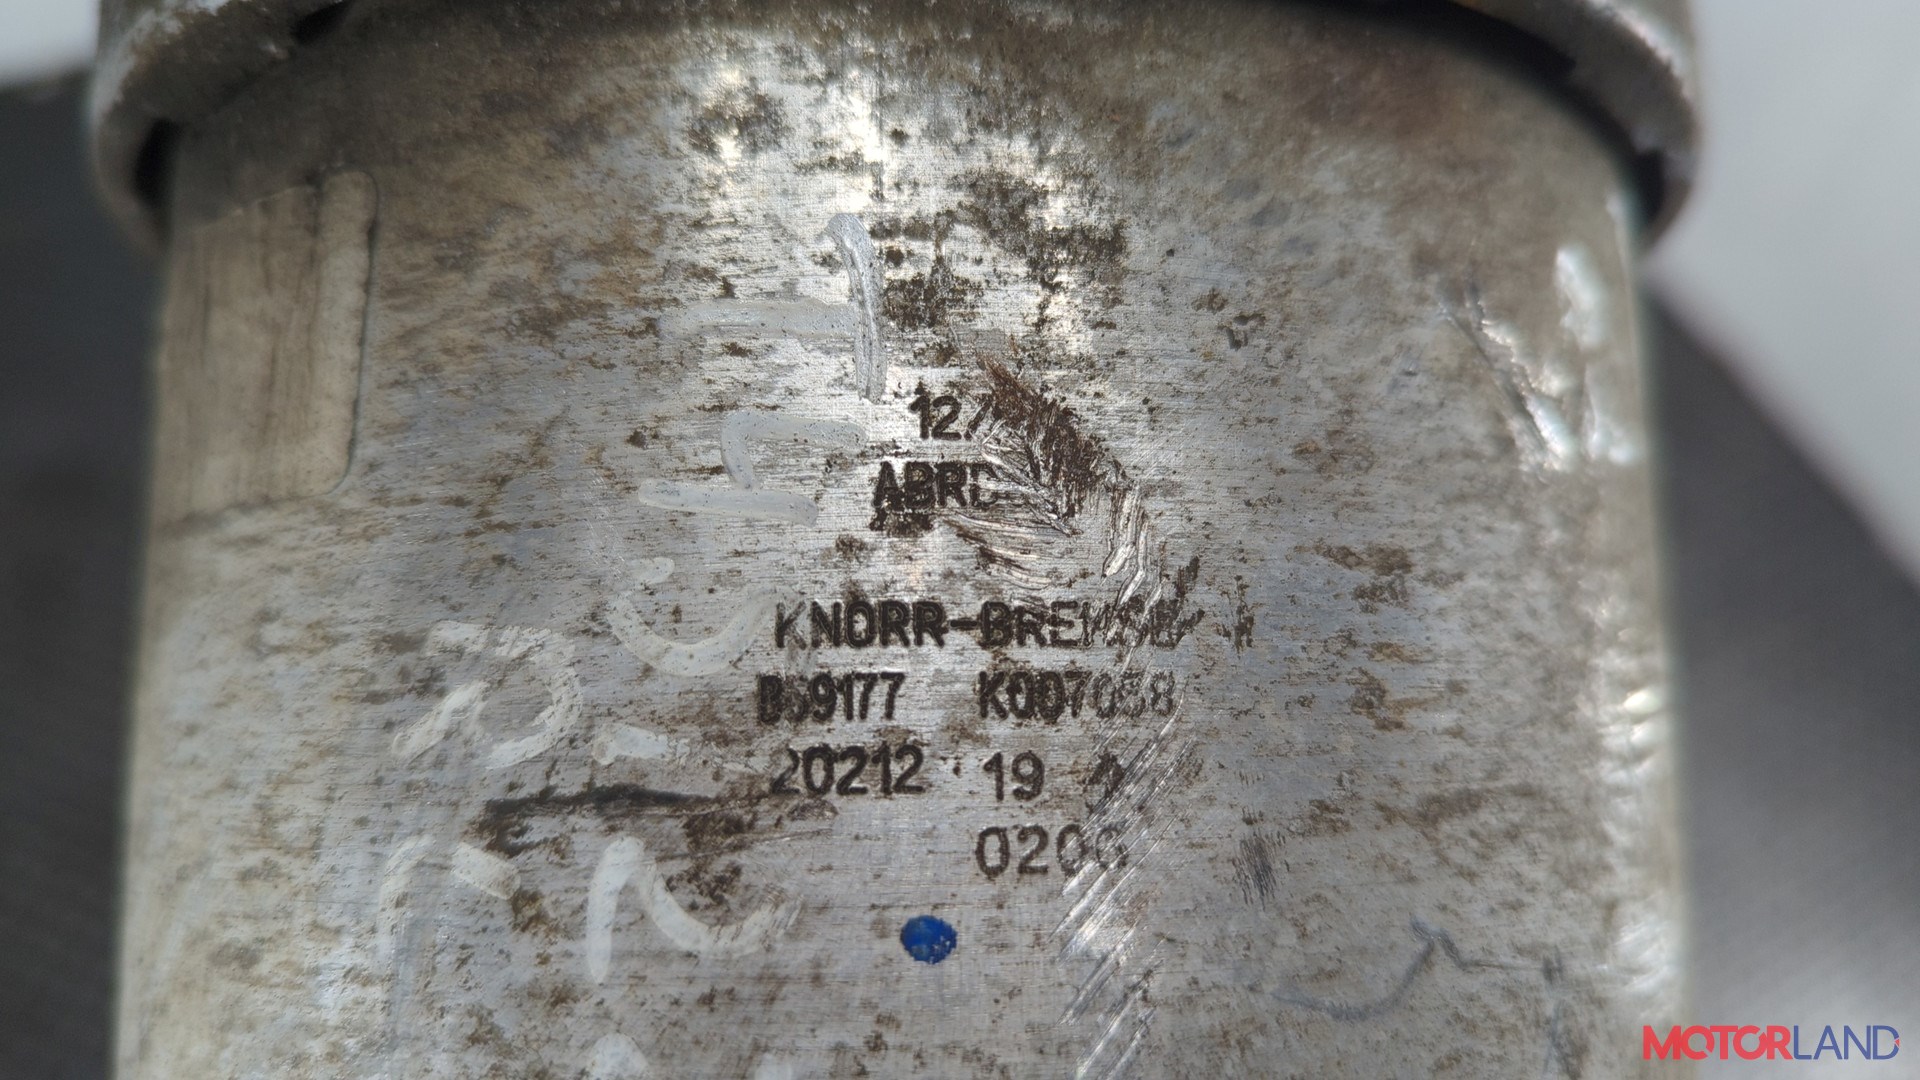 12/
ABRD
KNORR-BREMSE
B59177 K007058
20212 19
0206
MOTORLAND